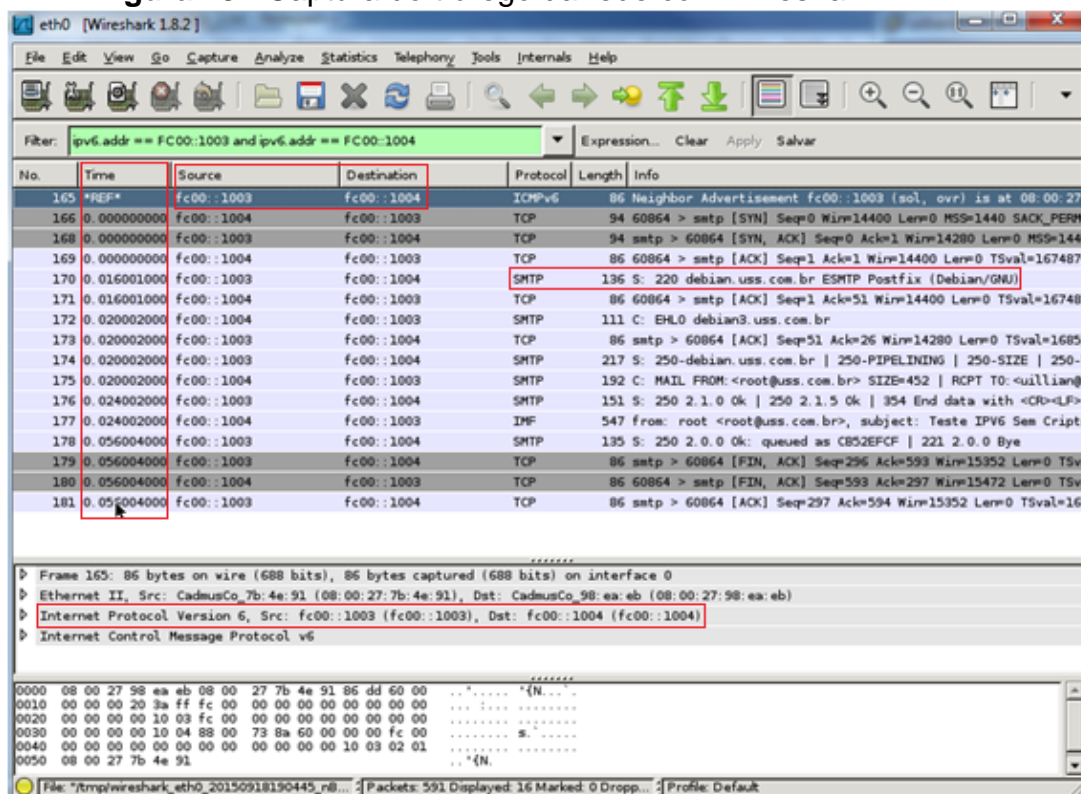 eth0 [Wireshark 1.8.2 ]
File Edit View Go Capture Analyze Statistics Telephony Tools Internals Help
Filter: ipv6.addr == FC00::1003 and ipv6.addr == FC00::1004 Expression... Clear Apply Salvar
No. Time Source Destination Protocol Length Info
165 *REF* fc00::1003 fc00::1004 ICMPv6 86 Neighbor Advertisement fc00::1003 (sol, ovr) is at 08:00:27
166 0.000000000 fc00::1004 fc00::1003 TCP 94 60864 > smtp [SYN] Seq=0 Win=14400 Len=0 MSS=1440 SACK_PERM
168 0.000000000 fc00::1003 fc00::1004 TCP 94 smtp > 60864 [SYN, ACK] Seq=0 Ack=1 Win=14280 Len=0 MSS=144
169 0.000000000 fc00::1004 fc00::1003 TCP 86 60864 > smtp [ACK] Seq=1 Ack=1 Win=14400 Len=0 TSval=167487
170 0.016001000 fc00::1003 fc00::1004 SMTP 136 S: 220 debian.uss.com.br ESMTP Postfix (Debian/GNU)
171 0.016001000 fc00::1004 fc00::1003 TCP 86 60864 > smtp [ACK] Seq=1 Ack=51 Win=14400 Len=0 TSval=16748
172 0.020002000 fc00::1004 fc00::1003 SMTP 111 C: EHLO debian3.uss.com.br
173 0.020002000 fc00::1003 fc00::1004 TCP 86 smtp > 60864 [ACK] Seq=51 Ack=26 Win=14280 Len=0 TSval=1685
174 0.020002000 fc00::1003 fc00::1004 SMTP 217 S: 250-debian.uss.com.br | 250-PIPELINING | 250-SIZE | 250-
175 0.020002000 fc00::1004 fc00::1003 SMTP 192 C: MAIL FROM:<root@uss.com.br> SIZE=452 | RCPT TO:<uillian@
176 0.024002000 fc00::1003 fc00::1004 SMTP 151 S: 250 2.1.0 Ok | 250 2.1.5 Ok | 354 End data with <CR><LF>
177 0.024002000 fc00::1004 fc00::1003 IMF 547 from: root <root@uss.com.br>, subject: Teste IPV6 Sem Cript
178 0.056004000 fc00::1003 fc00::1004 SMTP 135 S: 250 2.0.0 Ok: queued as CB52EFCF | 221 2.0.0 Bye
179 0.056004000 fc00::1003 fc00::1004 TCP 86 smtp > 60864 [FIN, ACK] Seq=296 Ack=593 Win=15352 Len=0 TSv
180 0.056004000 fc00::1004 fc00::1003 TCP 86 60864 > smtp [FIN, ACK] Seq=593 Ack=297 Win=15472 Len=0 TSv
181 0.056004000 fc00::1003 fc00::1004 TCP 86 smtp > 60864 [ACK] Seq=297 Ack=594 Win=15352 Len=0 TSval=16
Frame 165: 86 bytes on wire (688 bits), 86 bytes captured (688 bits) on interface 0
Ethernet II, Src: CadmusCo_7b:4e:91 (08:00:27:7b:4e:91), Dst: CadmusCo_98:ea:eb (08:00:27:98:ea:eb)
Internet Protocol Version 6, Src: fc00::1003 (fc00::1003), Dst: fc00::1004 (fc00::1004)
Internet Control Message Protocol v6
0000 08 00 27 98 ea eb 08 00 27 7b 4e 91 86 dd 60 00 ..'..... '{N...`.
0010 00 00 00 20 3a ff fc 00 00 00 00 00 00 00 00 00 ... :... ........
0020 00 00 00 00 10 03 fc 00 00 00 00 00 00 00 00 00 ........ ........
0030 00 00 00 00 10 04 88 00 73 8a 60 00 00 00 fc 00 ........ s.`.....
0040 00 00 00 00 00 00 00 00 00 00 00 00 10 03 02 01 ........ ........
0050 08 00 27 7b 4e 91 ..'{N.
File: "/tmp/wireshark_eth0_20150918190445_n8... Packets: 591 Displayed: 16 Marked: 0 Dropp... Profile: Default